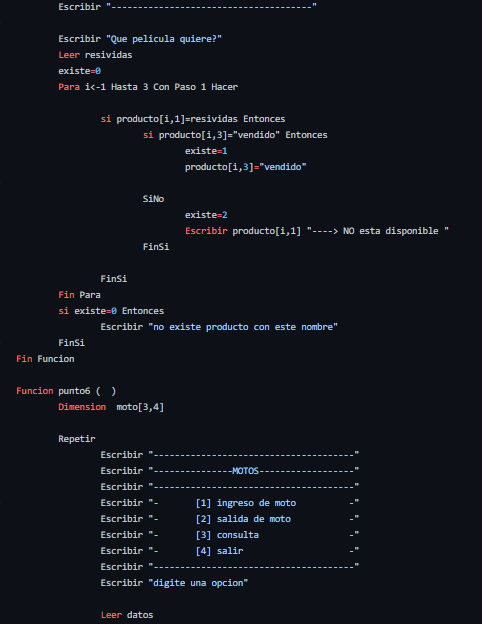 Escribir "--------------------------------------"
Escribir "Que pelicula quiere?"
Leer resividas
existe=0
Para i<-1 Hasta 3 Con Paso 1 Hacer
si producto[i,1]=resividas Entonces
si producto[i,3]="vendido" Entonces
existe=1
producto[i,3]="vendido"
SiNo
existe=2
Escribir producto[i,1] "----> NO esta disponible "
FinSi
FinSi
Fin Para
si existe=0 Entonces
Escribir "no existe producto con este nombre"
FinSi
Fin Funcion
Funcion punto6 (  )
Dimension  moto[3,4]
Repetir
Escribir "--------------------------------------"
Escribir "---------------MOTOS------------------"
Escribir "--------------------------------------"
Escribir "-       [1] ingreso de moto          -"
Escribir "-       [2] salida de moto           -"
Escribir "-       [3] consulta                 -"
Escribir "-       [4] salir                    -"
Escribir "--------------------------------------"
Escribir "digite una opcion"
Leer datos